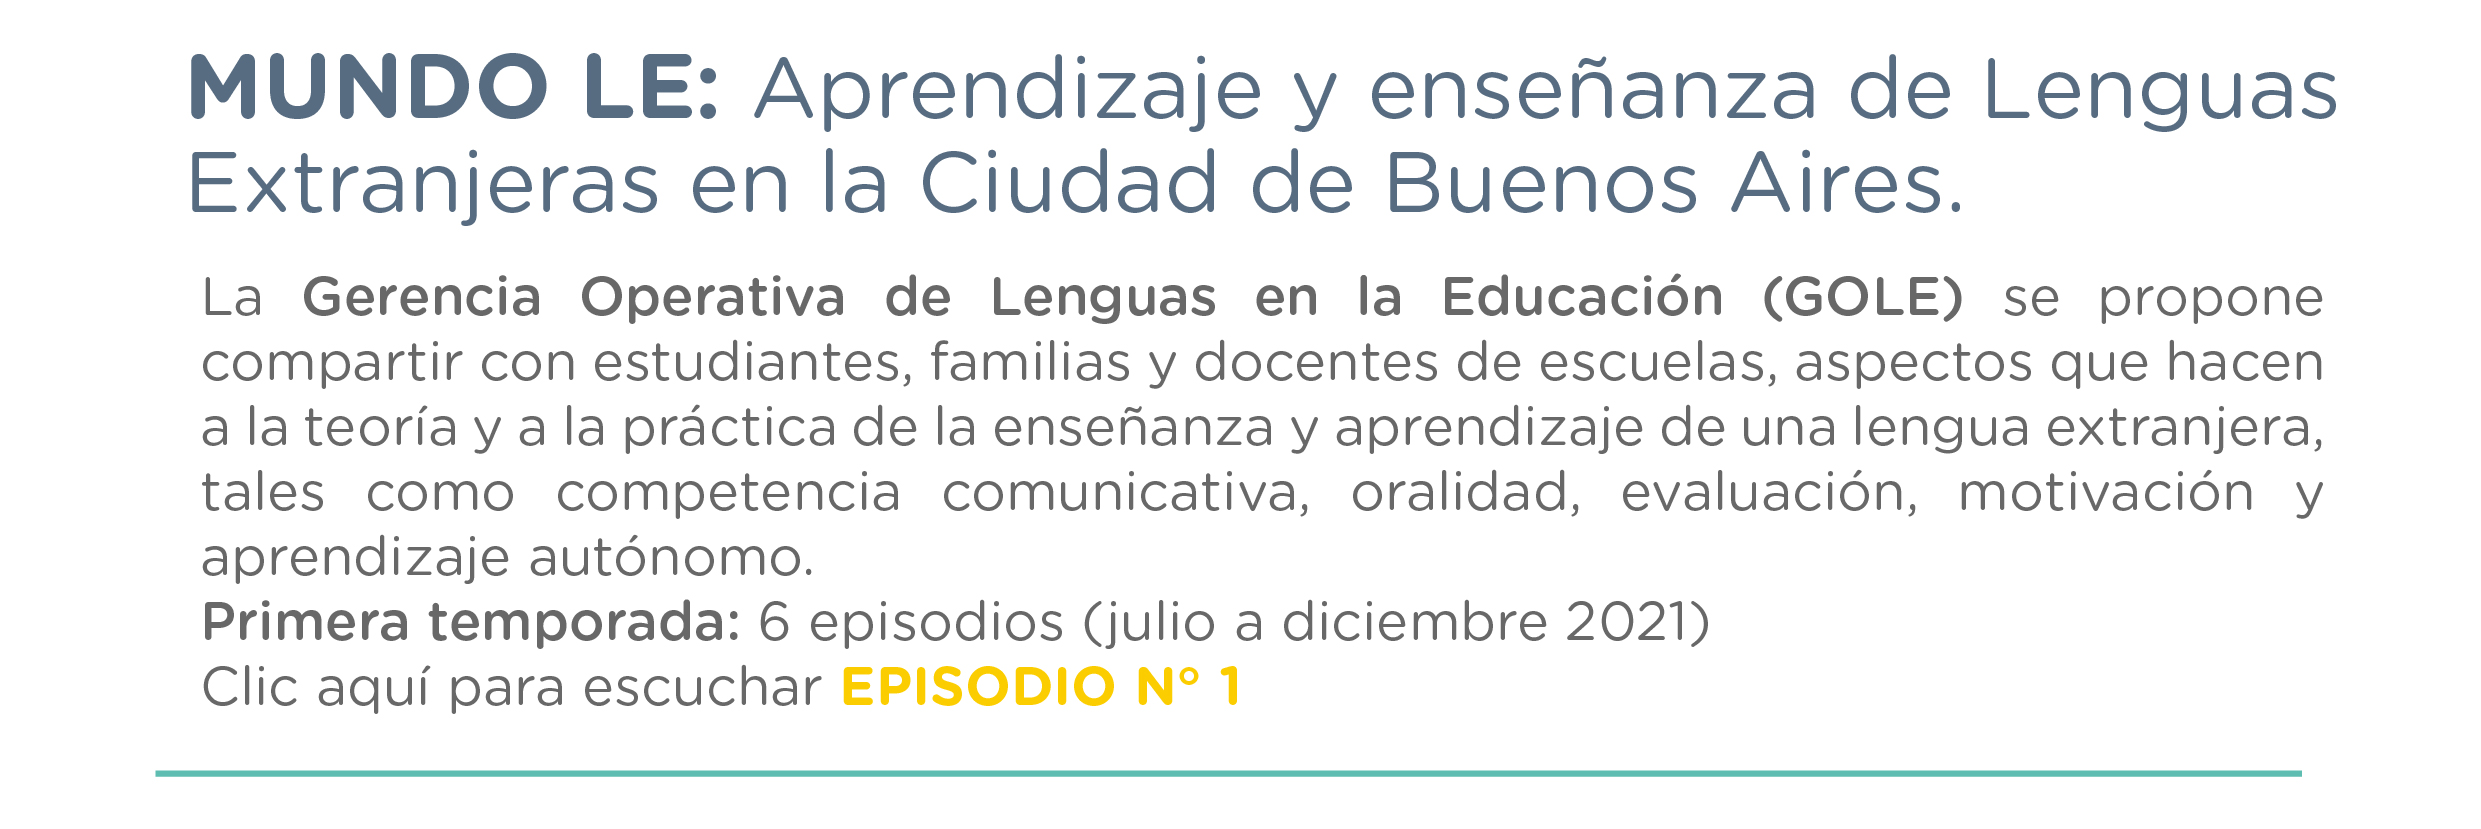 MUNDO LE: Aprendizaje y enseñanza de Lenguas
Extranjeras en la Ciudad de Buenos Aires.
La Gerencia Operativa de Lenguas en la Educación (GOLE) se propone
compartir con estudiantes, familias y docentes de escuelas, aspectos que hacen
a la teoría y a la práctica de la enseñanza y aprendizaje de una lengua extranjera,
tales como competencia comunicativa, oralidad, evaluación, motivación y
aprendizaje autónomo.
Primera temporada: 6 episodios (julio a diciembre 2021)
Clic aquí para escuchar EPISODIO N° 1